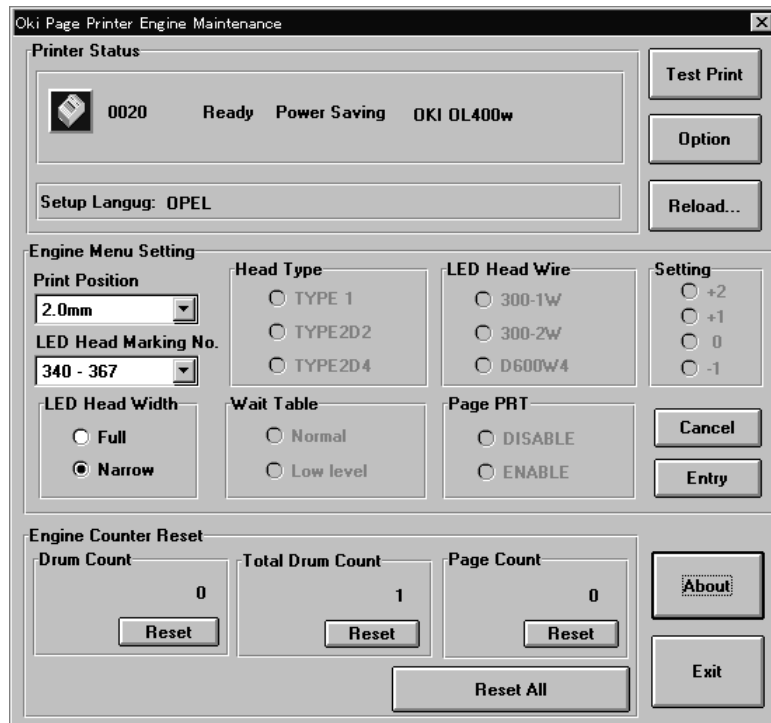 Oki Page Printer Engine Maintenance
Printer Status
0020 Ready Power Saving OKI OL400w
Setup Langug: OPEL
Test Print
Option
Reload...
Engine Menu Setting
Print Position
2.0mm
LED Head Marking No.
340 - 367
Head Type
TYPE 1
TYPE2D2
TYPE2D4
LED Head Wire
300-1W
300-2W
D600W4
Setting
+2
+1
0
-1
LED Head Width
Full
Narrow
Wait Table
Normal
Low level
Page PRT
DISABLE
ENABLE
Cancel
Entry
Engine Counter Reset
Drum Count
0
Reset
Total Drum Count
1
Reset
Page Count
0
Reset
Reset All
About
Exit